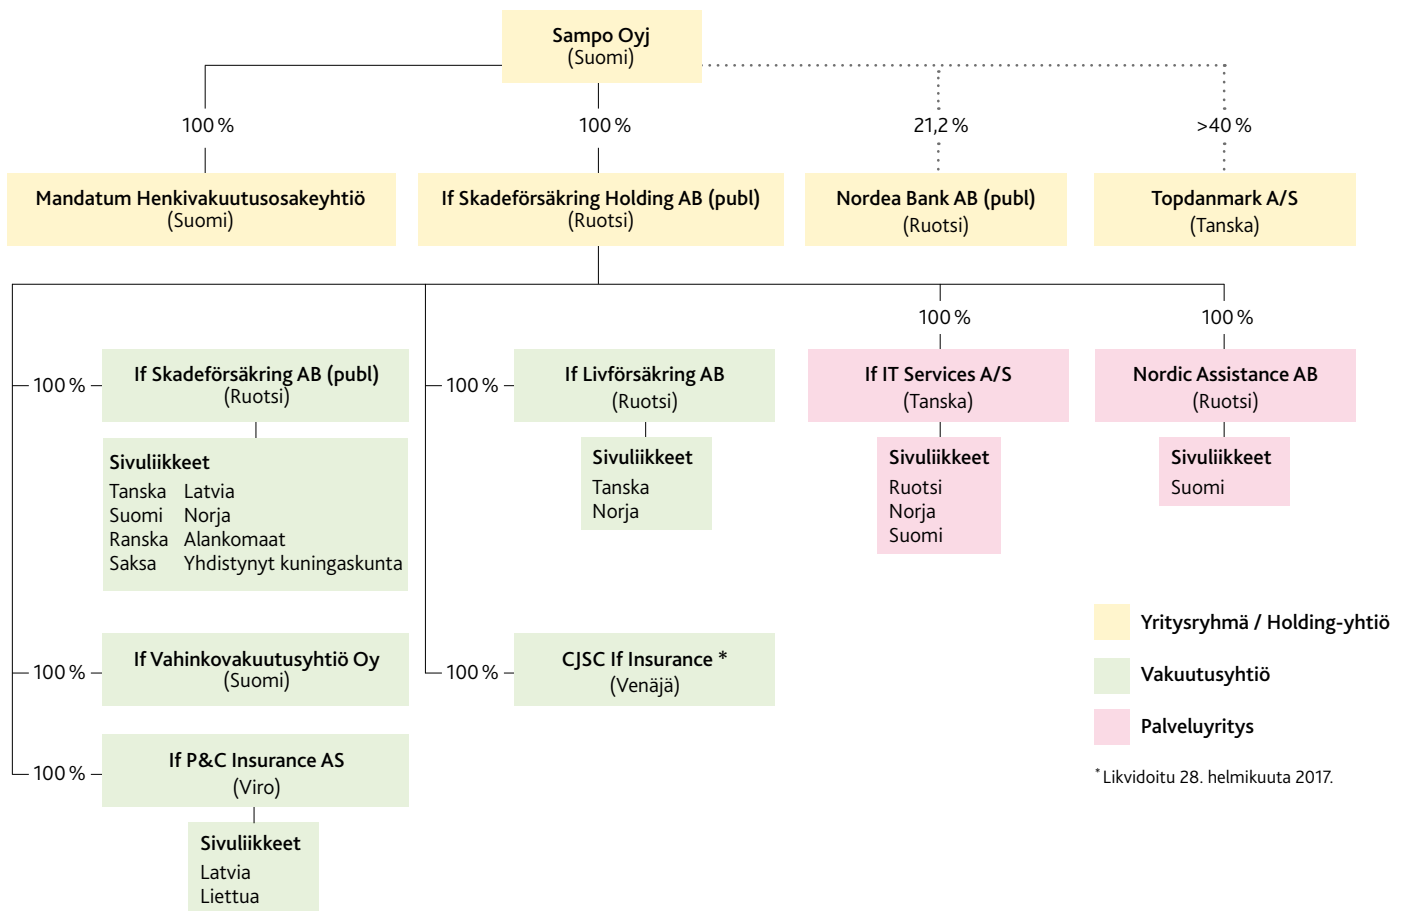 Sampo Oyj
(Suomi)
100 %
100 %
21,2 %
>40 %
Mandatum Henkivakuutusosakeyhtiö
(Suomi)
If Skadeförsäkring Holding AB (publ)
(Ruotsi)
Nordea Bank AB (publ)
(Ruotsi)
Topdanmark A/S
(Tanska)
100 %
100 %
100 %
If Skadeförsäkring AB (publ)
(Ruotsi)
100 %
If Livförsäkring AB
(Ruotsi)
If IT Services A/S
(Tanska)
Nordic Assistance AB
(Ruotsi)
Sivuliikkeet
Tanska Latvia
Suomi Norja
Ranska Alankomaat
Saksa Yhdistynyt kuningaskunta
Sivuliikkeet
Tanska
Norja
Sivuliikkeet
Ruotsi
Norja
Suomi
Sivuliikkeet
Suomi
100 %
If Vahinkovakuutusyhtiö Oy
(Suomi)
100 %
CJSC If Insurance *
(Venäjä)
100 %
If P&C Insurance AS
(Viro)
Sivuliikkeet
Latvia
Liettua
Yritysryhmä / Holding-yhtiö
Vakuutusyhtiö
Palveluyritys
* Likvidoitu 28. helmikuuta 2017.